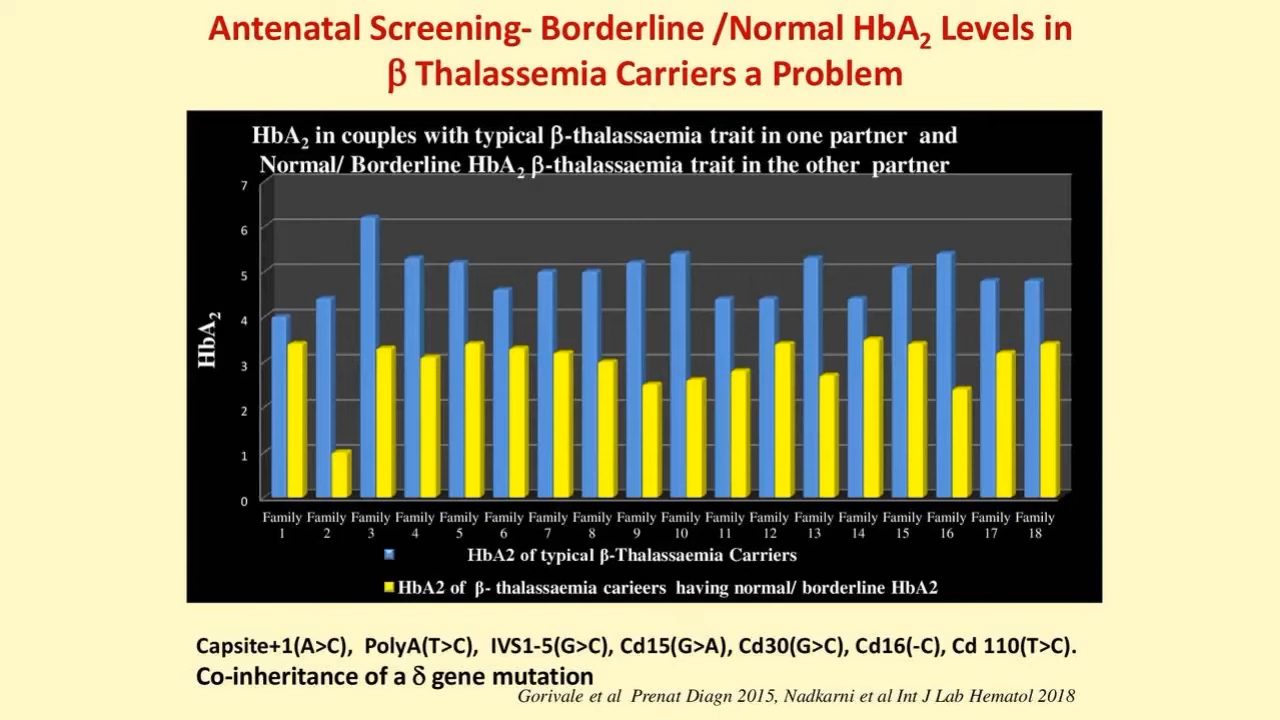 Antenatal Screening- Borderline /Normal HbA₂ Levels in
β Thalassemia Carriers a Problem
HbA₂ in couples with typical β-thalassaemia trait in one partner and
Normal/ Borderline HbA₂ β-thalassaemia trait in the other partner
7
6
5
4
3
2
1
0
HbA₂
Family Family Family Family Family Family Family Family Family Family Family Family Family Family Family Family Family Family
1 2 3 4 5 6 7 8 9 10 11 12 13 14 15 16 17 18
HbA2 of typical β-Thalassaemia Carriers
HbA2 of β- thalassaemia carieers having normal/ borderline HbA2
Capsite+1(A>C), PolyA(T>C), IVS1-5(G>C), Cd15(G>A), Cd30(G>C), Cd16(-C), Cd 110(T>C).
Co-inheritance of a δ gene mutation
Gorivale et al Prenat Diagn 2015, Nadkarni et al Int J Lab Hematol 2018